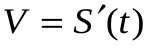 V = S′(t)